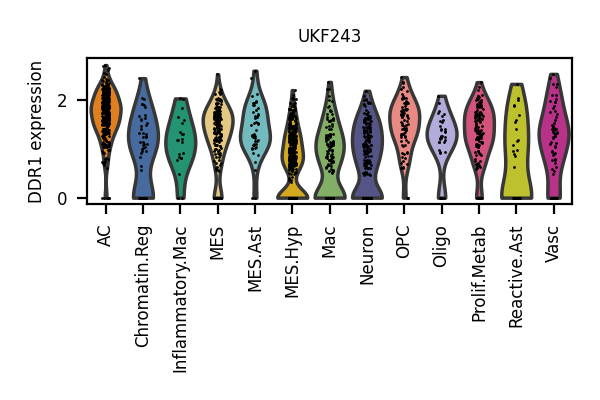 UKF243
DDR1 expression
2
0
AC
Chromatin.Reg
Inflammatory.Mac
MES
MES.Ast
MES.Hyp
Mac
Neuron
OPC
Oligo
Prolif.Metab
Reactive.Ast
Vasc